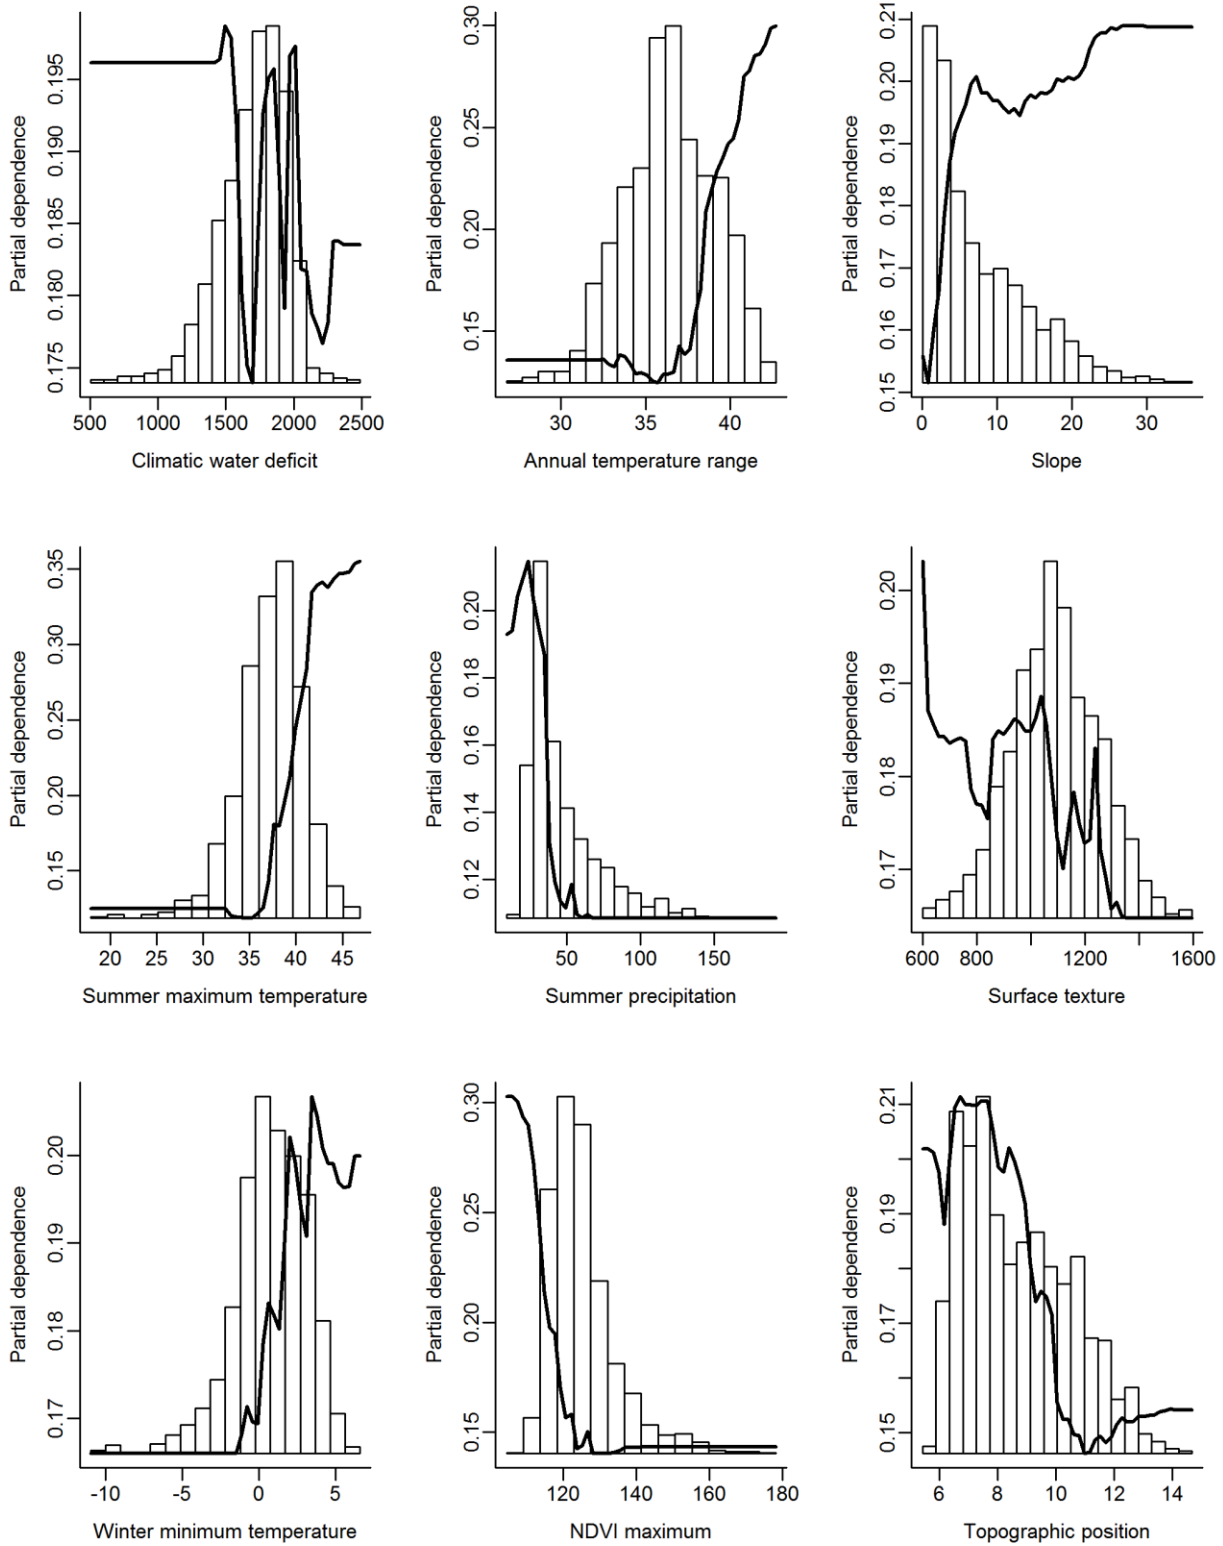 Partial dependence
0.175 0.180 0.185 0.190 0.195
500 1000 1500 2000 2500
Climatic water deficit
Partial dependence
0.15 0.20 0.25 0.30
30 35 40
Annual temperature range
Partial dependence
0.15 0.16 0.17 0.18 0.19 0.20 0.21
0 10 20 30
Slope
Partial dependence
0.15 0.20 0.25 0.30 0.35
20 25 30 35 40 45
Summer maximum temperature
Partial dependence
0.12 0.14 0.16 0.18 0.20
50 100 150
Summer precipitation
Partial dependence
0.17 0.18 0.19 0.20
600 800 1200 1600
Surface texture
Partial dependence
0.17 0.18 0.19 0.20
-10 -5 0 5
Winter minimum temperature
Partial dependence
0.15 0.20 0.25 0.30
120 140 160 180
NDVI maximum
Partial dependence
0.15 0.17 0.19 0.21
6 8 10 12 14
Topographic position